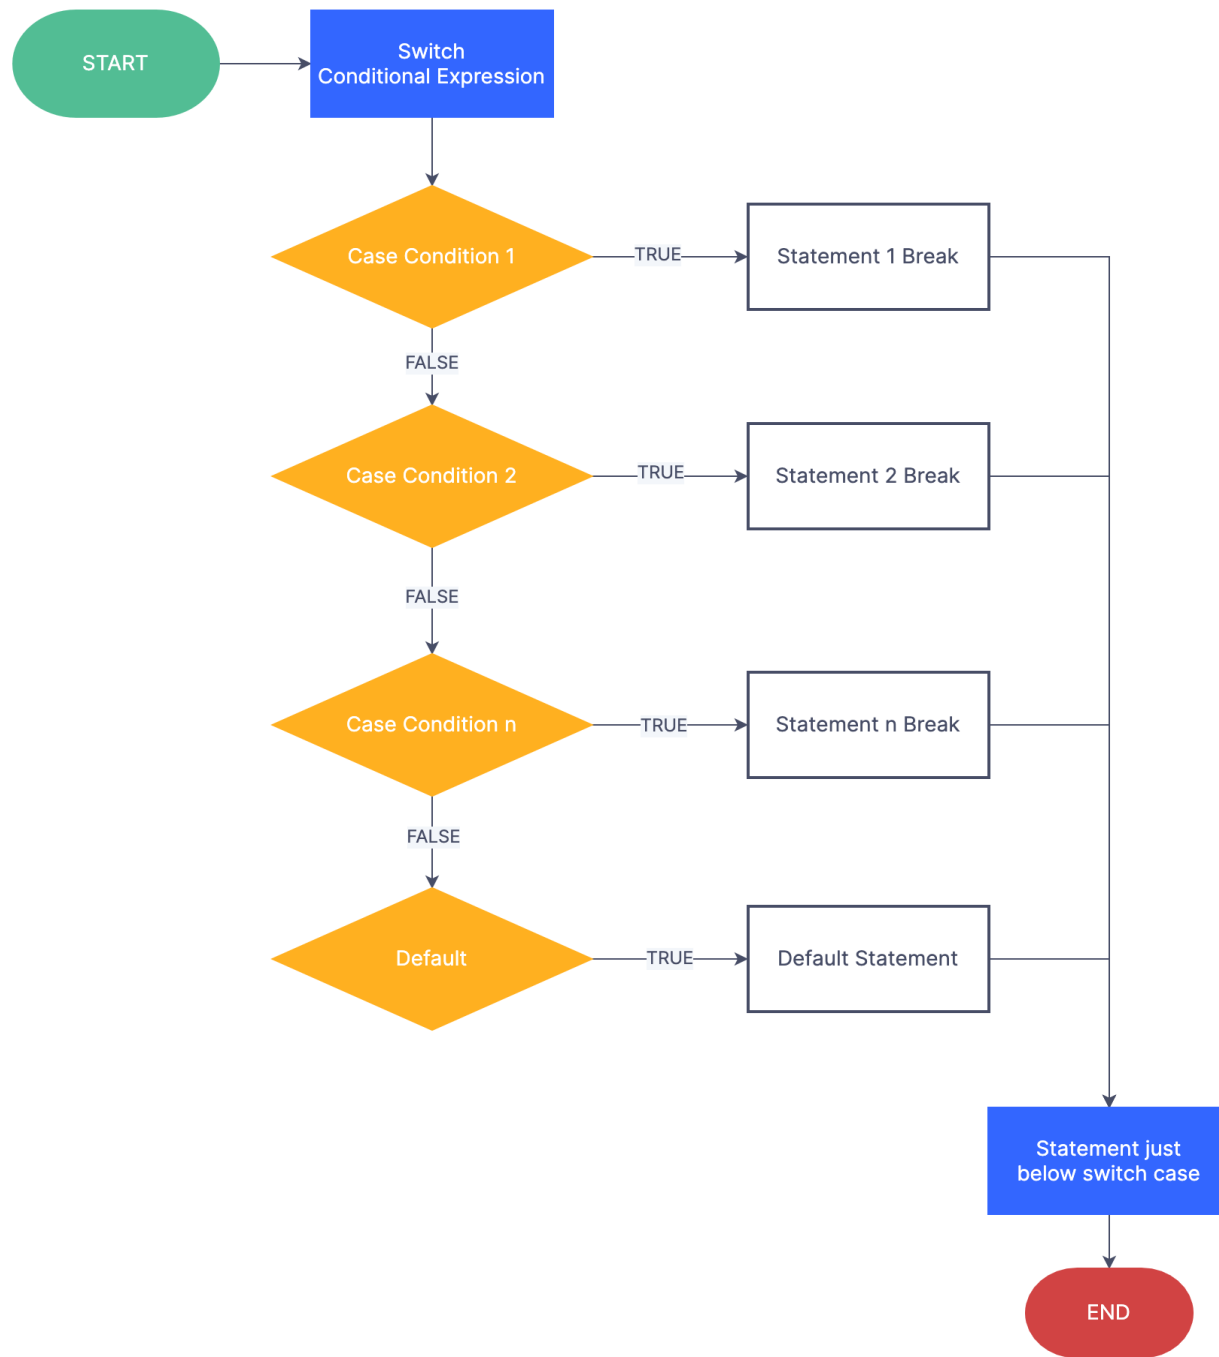 START
Switch
Conditional Expression
Case Condition 1
TRUE
Statement 1 Break
FALSE
Case Condition 2
TRUE
Statement 2 Break
FALSE
Case Condition n
TRUE
Statement n Break
FALSE
Default
TRUE
Default Statement
Statement just
below switch case
END